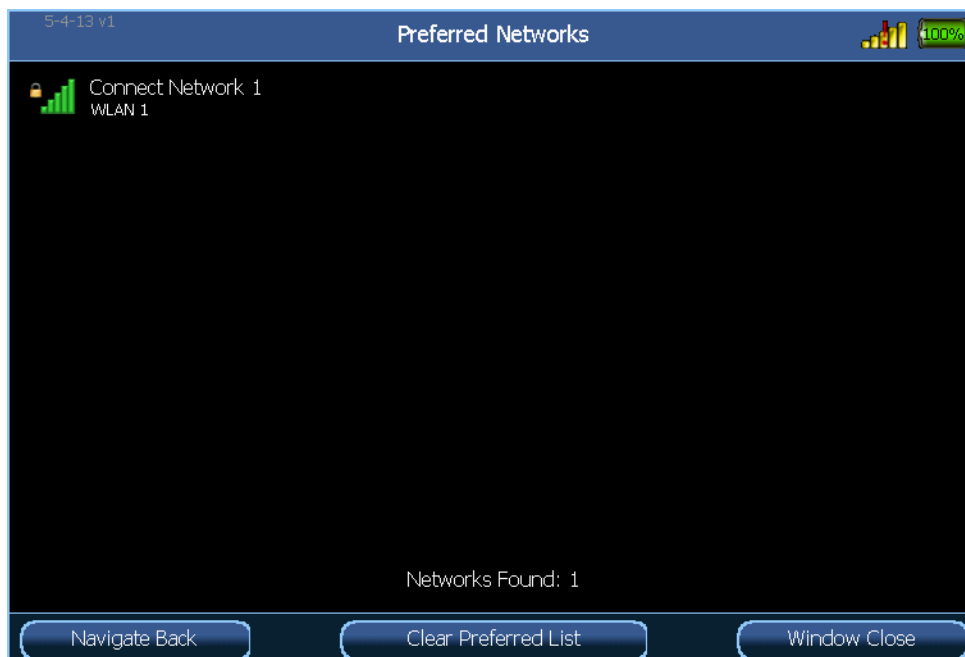 5-4-13 v1
Preferred Networks
100%
Connect Network 1
WLAN 1
Networks Found: 1
Navigate Back
Clear Preferred List
Window Close